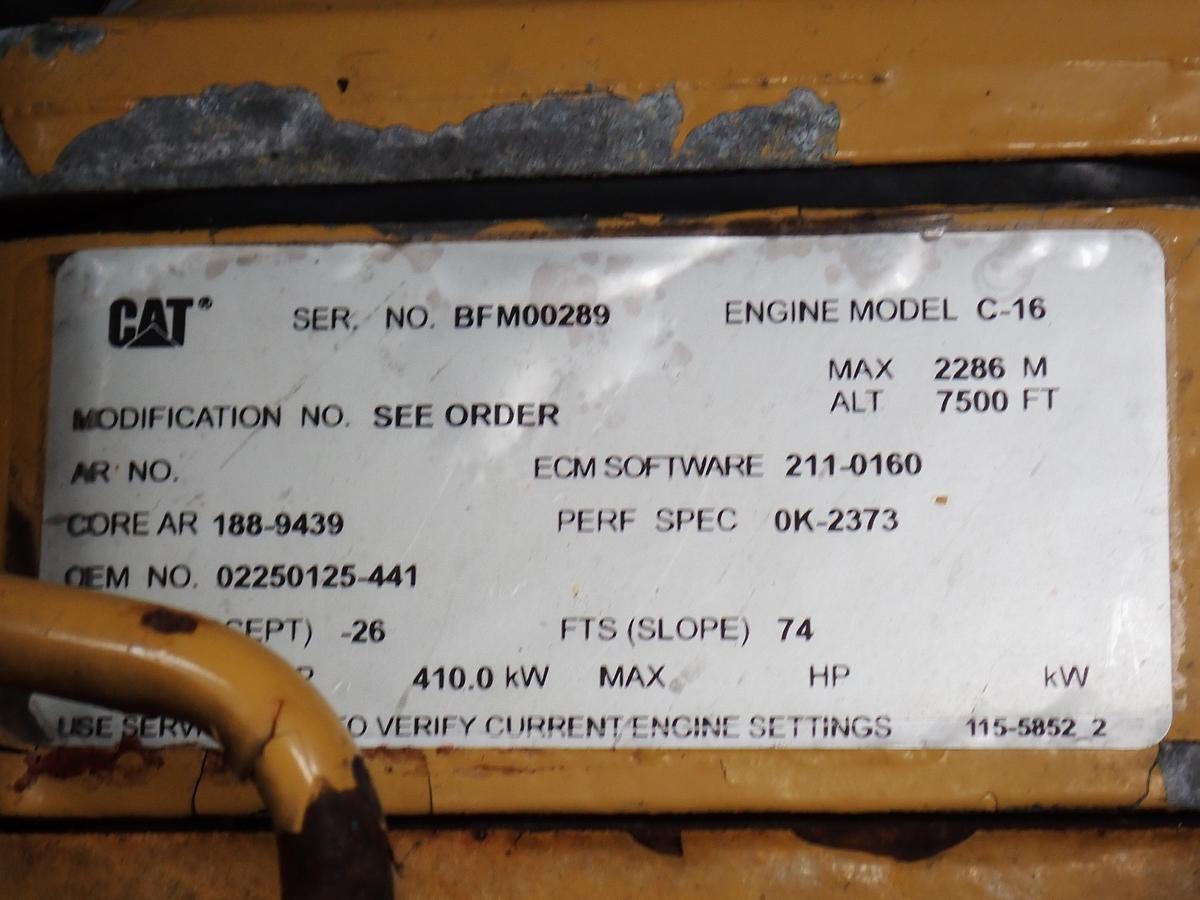 CAT® SER. NO. BFM00289 ENGINE MODEL C-16
MAX 2286 M
ALT 7500 FT
MODIFICATION NO. SEE ORDER
AR NO. ECM SOFTWARE 211-0160
CORE AR 188-9439 PERF SPEC 0K-2373
OEM NO. 02250125-441
-26 FTS (SLOPE) 74
410.0 kW MAX HP kW
USE VERIFY CURRENT ENGINE SETTINGS 115-5852_2